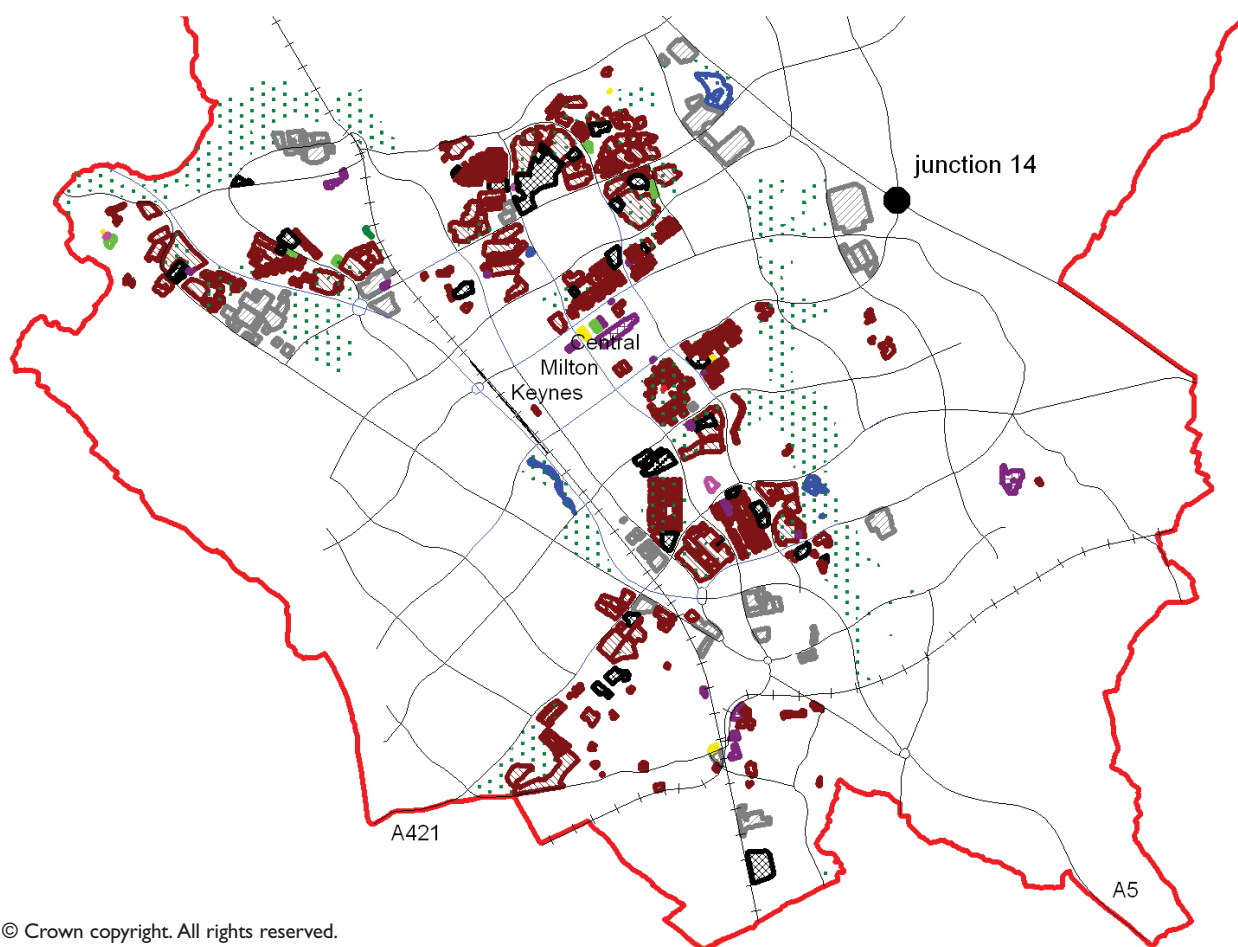 junction 14
Central
Milton
Keynes
A421
A5
© Crown copyright. All rights reserved.